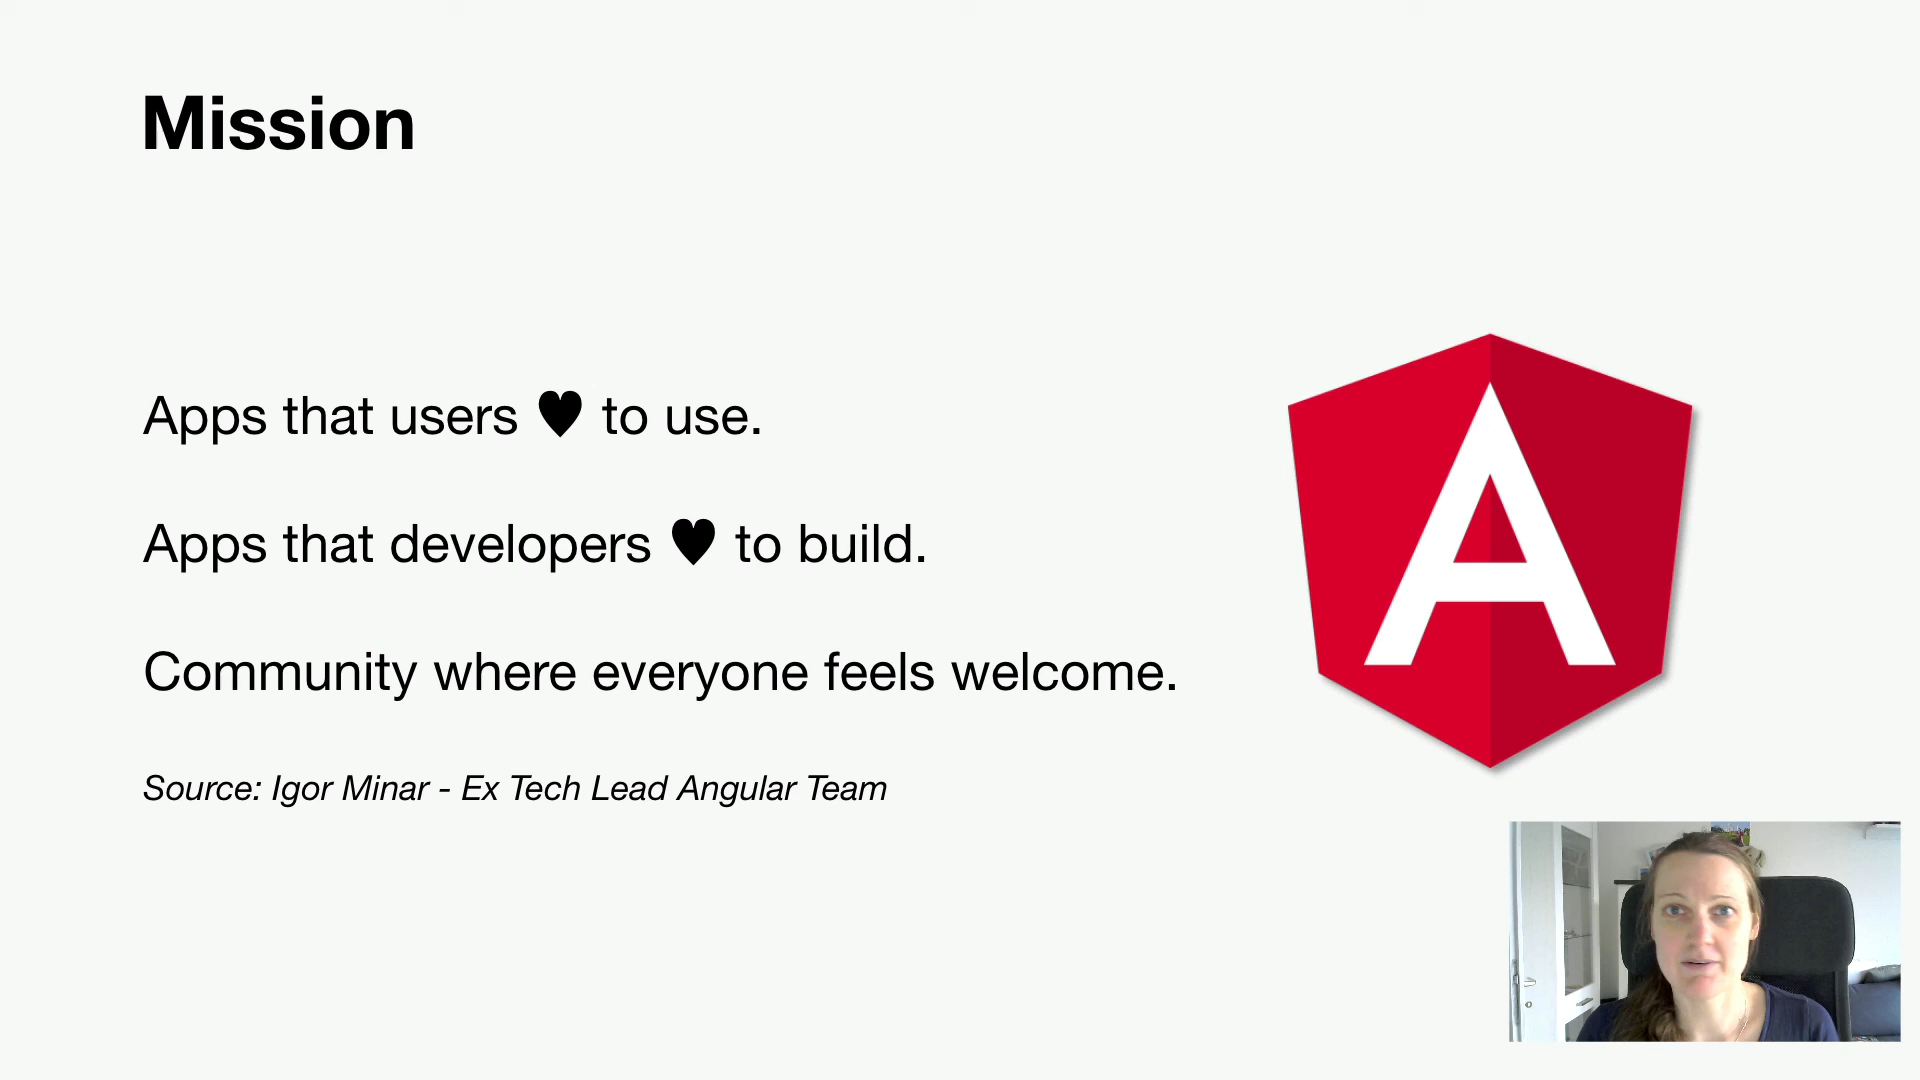 Mission
Apps that users ♥ to use.
Apps that developers ♥ to build.
Community where everyone feels welcome.
Source: Igor Minar - Ex Tech Lead Angular Team
A